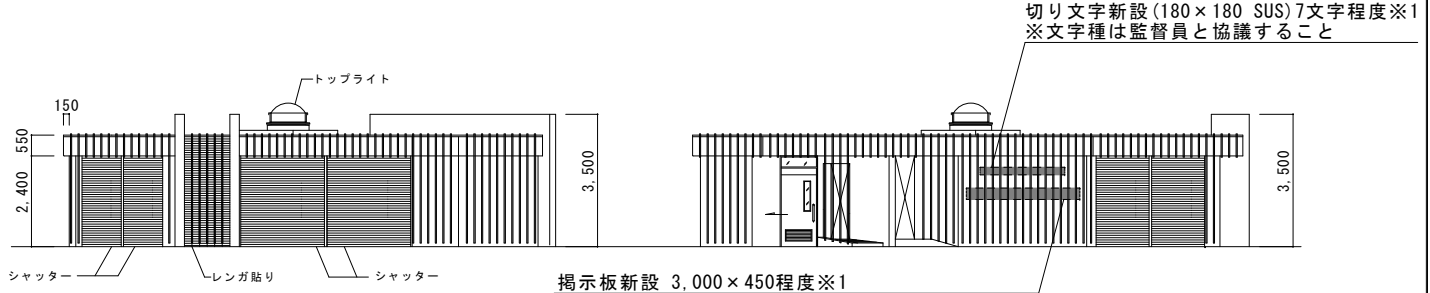 切り文字新設(180×180 SUS)7文字程度※1
※文字種は監督員と協議すること
トップライト
150
550
2,400
3,500
3,500
シャッター
レンガ貼り
シャッター
掲示板新設 3,000×450程度※1